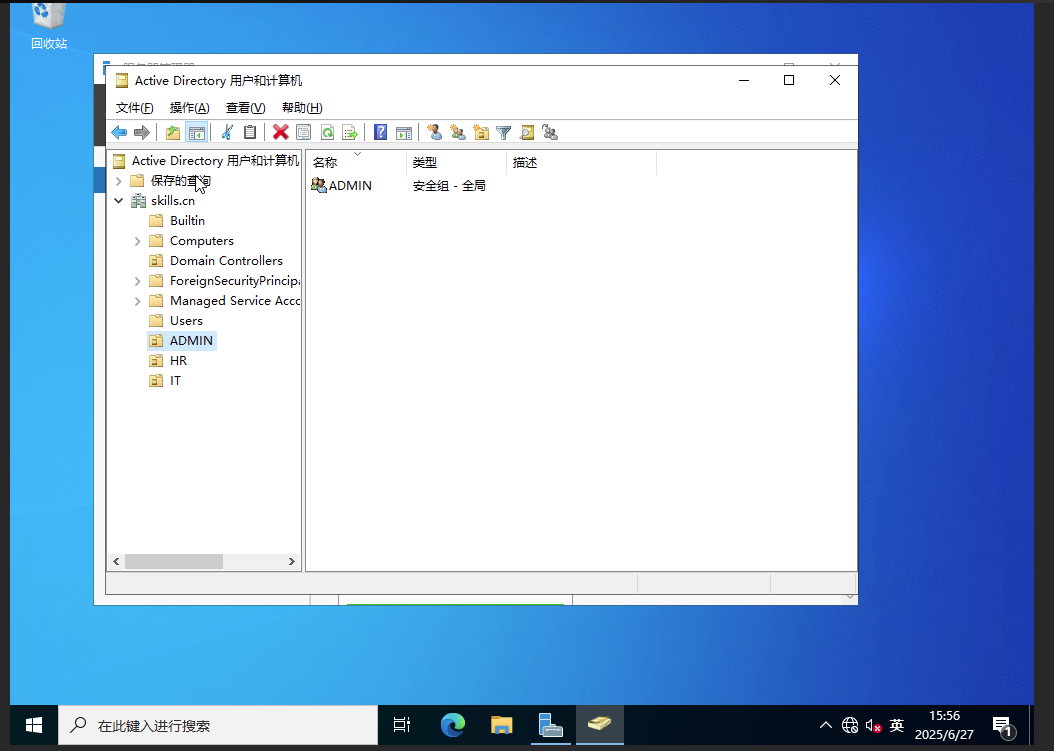 回收站
Active Directory 用户和计算机
文件(F) 操作(A) 查看(V) 帮助(H)
Active Directory 用户和计算机
保存的查询
skills.cn
Builtin
Computers
Domain Controllers
ForeignSecurityPrincipa
Managed Service Acco
Users
ADMIN
HR
IT
名称 类型 描述
ADMIN 安全组 - 全局
在此键入进行搜索
英
15:56
2025/6/27
1